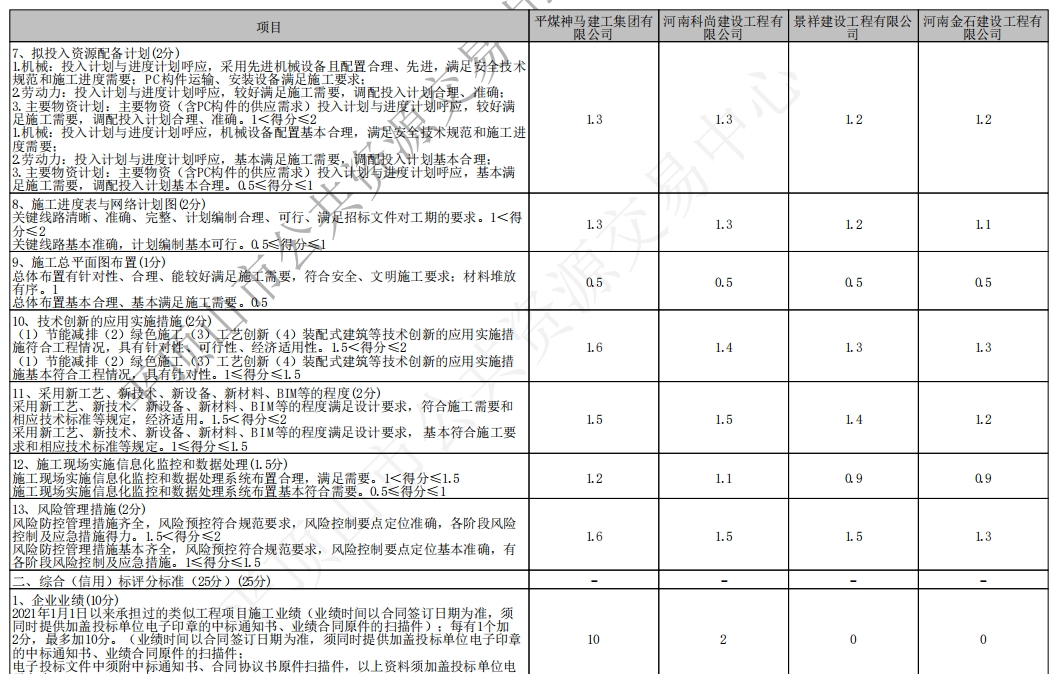 项目
平煤神马建工集团有
限公司
河南科尚建设工程有
限公司
景祥建设工程有限公
司
河南金石建设工程有
限公司
7、拟投入资源配备计划(2分)
1.机械：投入计划与进度计划呼应，采用先进机械设备且配置合理、先进，满足安全技术
规范和施工进度需要；PC构件运输、安装设备满足施工要求；
2.劳动力：投入计划与进度计划呼应，较好满足施工需要，调配投入计划合理、准确；
3.主要物资计划：主要物资（含PC构件的供应需求）投入计划与进度计划呼应，较好满
足施工需要，调配投入计划合理、准确。1＜得分≤2
1.机械：投入计划与进度计划呼应，机械设备配置基本合理，满足安全技术规范和施工进
度需要；
2.劳动力：投入计划与进度计划呼应，基本满足施工需要，调配投入计划基本合理；
3.主要物资计划：主要物资（含PC构件的供应需求）投入计划与进度计划呼应，基本满
足施工需要，调配投入计划基本合理。0.5≤得分≤1
1.3
1.3
1.2
1.2
8、施工进度表与网络计划图(2分)
关键线路清晰、准确、完整、计划编制合理、可行、满足招标文件对工期的要求。1＜得
分≤2
关键线路基本准确，计划编制基本可行。0.5≤得分≤1
1.3
1.3
1.2
1.1
9、施工总平面图布置(1分)
总体布置有针对性、合理、能较好满足施工需要，符合安全、文明施工要求；材料堆放
有序。1
总体布置基本合理、基本满足施工需要。0.5
0.5
0.5
0.5
0.5
10、技术创新的应用实施措施(2分)
（1）节能减排（2）绿色施工（3）工艺创新（4）装配式建筑等技术创新的应用实施措
施符合工程情况，具有针对性、可行性、经济适用性。1.5＜得分≤2
（1）节能减排（2）绿色施工（3）工艺创新（4）装配式建筑等技术创新的应用实施措
施基本符合工程情况，具有针对性。1≤得分≤1.5
1.6
1.4
1.3
1.3
11、采用新工艺、新技术、新设备、新材料、BIM等的程度(2分)
采用新工艺、新技术、新设备、新材料、BIM等的程度满足设计要求，符合施工需要和
相应技术标准等规定，经济适用。1.5＜得分≤2
采用新工艺、新技术、新设备、新材料、BIM等的程度满足设计要求， 基本符合施工要
求和相应技术标准等规定。1≤得分≤1.5
1.5
1.5
1.4
1.2
12、施工现场实施信息化监控和数据处理(1.5分)
施工现场实施信息化监控和数据处理系统布置合理，满足需要。1＜得分≤1.5
施工现场实施信息化监控和数据处理系统布置基本符合需要。0.5≤得分≤1
1.2
1.1
0.9
0.9
13、风险管理措施(2分)
风险防控管理措施齐全，风险预控符合规范要求，风险控制要点定位准确，各阶段风险
控制及应急措施得力。1.5＜得分≤2
风险防控管理措施基本齐全，风险预控符合规范要求，风险控制要点定位基本准确，有
各阶段风险控制及应急措施。1≤得分≤1.5
1.6
1.5
1.5
1.3
二、综合（信用）标评分标准（25分）(25分)
-
-
-
-
1、企业业绩(10分)
2021年1月1日以来承担过的类似工程项目施工业绩（业绩时间以合同签订日期为准，须
同时提供加盖投标单位电子印章的中标通知书、业绩合同原件的扫描件）；每有1个加
2分，最多加10分。（业绩时间以合同签订日期为准，须同时提供加盖投标单位电子印章
的中标通知书、业绩合同原件的扫描件；
电子投标文件中须附中标通知书、合同协议书原件扫描件，以上资料须加盖投标单位电
10
2
0
0
平顶山市公共资源交易中心
平顶山市公共资源交易中心